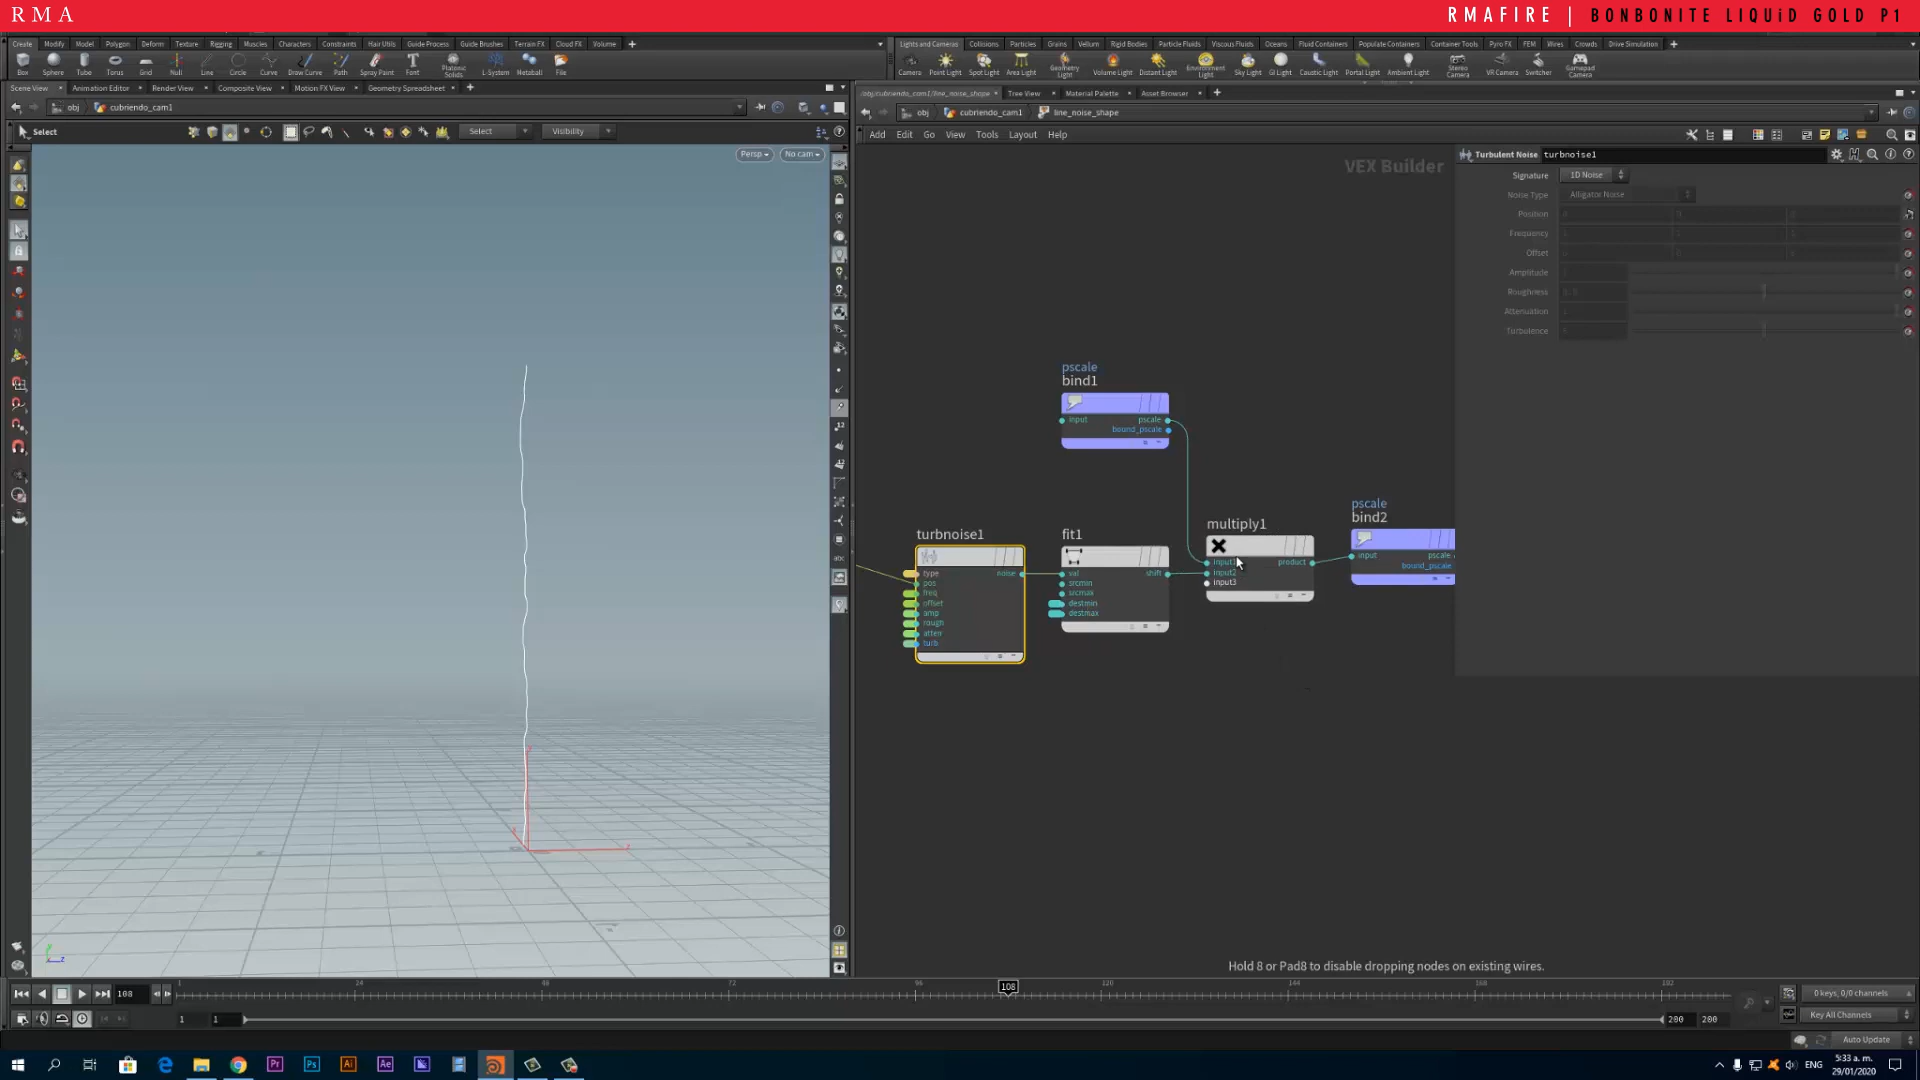 RMA
RMAFIRE | BONBONITE LIQUiD GOLD P1
Create Modify Model Polygon Deform Texture Rigging Muscles Characters Constraints Hair Utils Guide Process Guide Brushes Terrain FX Cloud FX Volume
Lights and Cameras Collisions Particles Grains Vellum Rigid Bodies Particle Fluids Viscous Fluids Oceans Fluid Containers Populate Containers Container Tools Pyro FX FEM Wires Crowds Drive Simulation
Box Sphere Tube Torus Grid Null Line Circle Curve Draw Curve Path Spray Paint Font Platonic Solids L-System Metaball File
Camera Point Light Spot Light Area Light Geometry Light Volume Light Distant Light Environment Light Sky Light GI Light Caustic Light Portal Light Ambient Light Stereo Camera VR Camera Switcher Gamepad Camera
Scene View Animation Editor Render View Composite View Motion FX View Geometry Spreadsheet
/obj/cubriendo_cam1/line_noise_shape Tree View Material Palette Asset Browser
obj cubriendo_cam1
obj cubriendo_cam1 line_noise_shape
Select Select Visibility
Add Edit Go View Tools Layout Help
Persp No cam
VEX Builder
Turbulent Noise turbnoise1
Signature 1D Noise
Noise Type Alligator Noise
Position
Frequency
Offset
Amplitude
Roughness
Attenuation
Turbulence
pscale
bind1
input pscale
bound_pscale
turbnoise1
type noise
pos
freq
offset
amp
rough
atten
turb
fit1
val shift
srcmin
srcmax
destmin
destmax
multiply1
input1 product
input2
input3
pscale
bind2
input pscale
bound_pscale
Hold 8 or Pad8 to disable dropping nodes on existing wires.
108
1 24 48 72 96 108 120 144 168 192
0 keys, 0/0 channels
1 1 200 200
Key All Channels
Auto Update
ENG
5:33 a. m.
29/01/2020